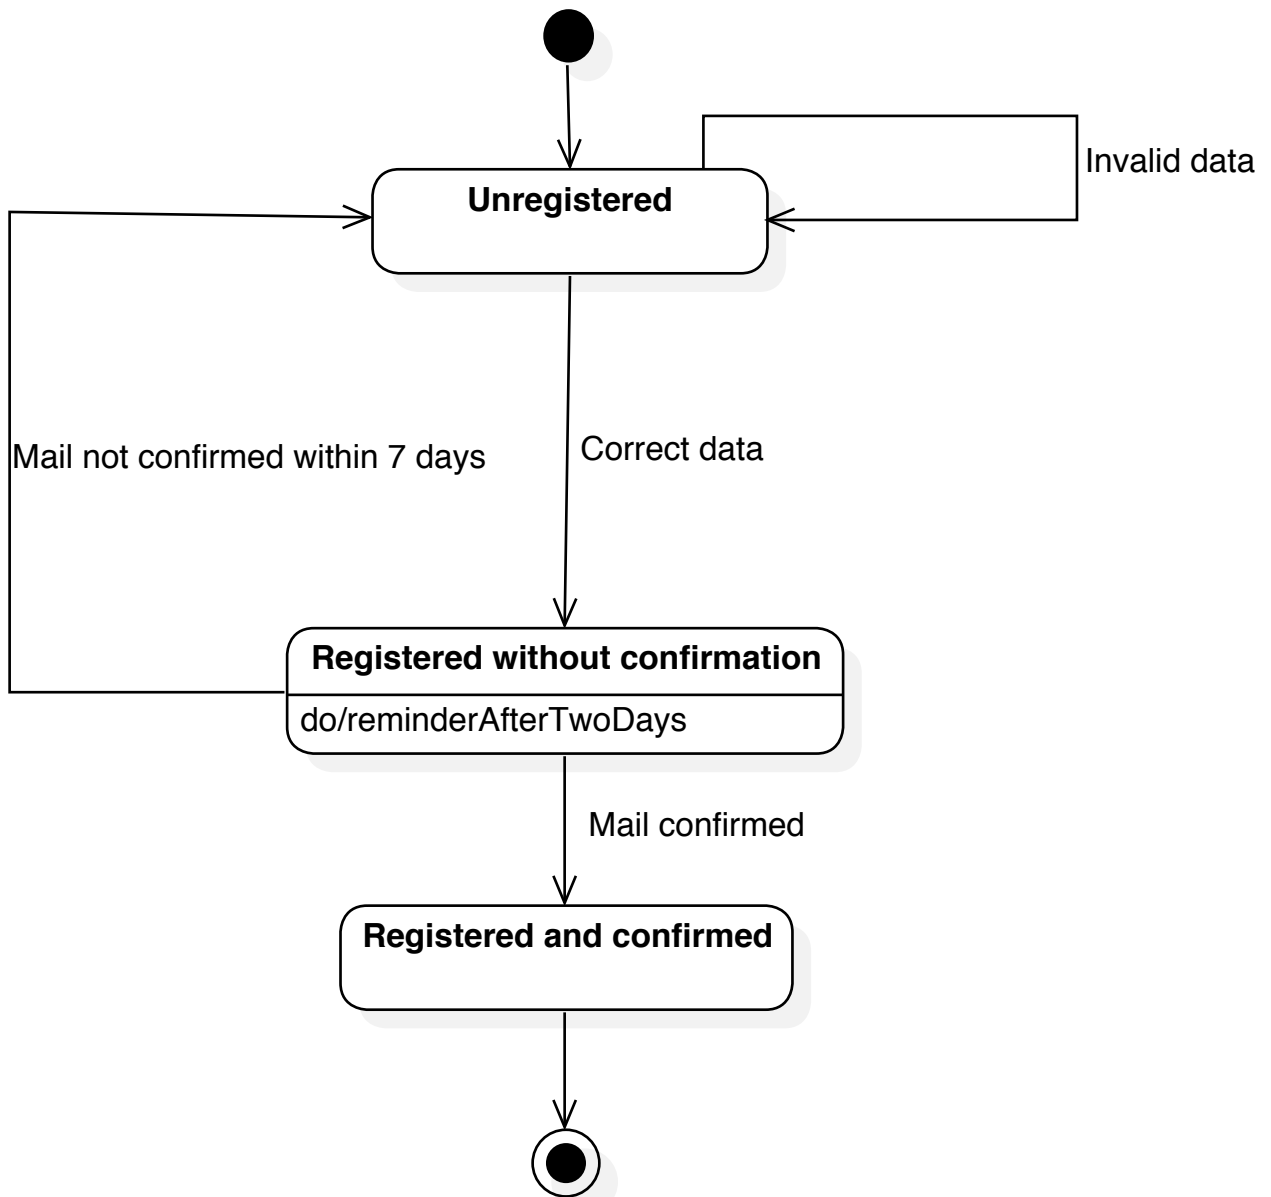 Invalid data
Unregistered
Mail not confirmed within 7 days
Correct data
Registered without confirmation
do/reminderAfterTwoDays
Mail confirmed
Registered and confirmed